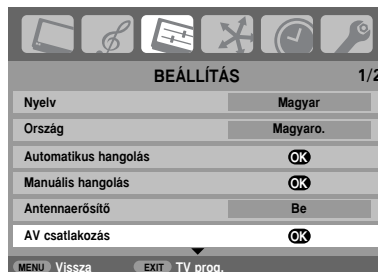 BEÁLLÍTÁS 1/2
Nyelv Magyar
Ország Magyaro.
Automatikus hangolás OK
Manuális hangolás OK
Antennaerősítő Be
AV csatlakozás OK
MENU Vissza EXIT TV prog.